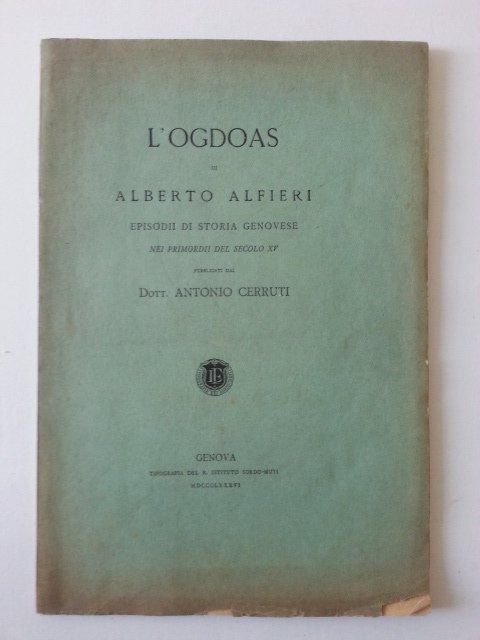 L'OGDOAS
DI
ALBERTO ALFIERI
EPISODII DI STORIA GENOVESE
NEI PRIMORDII DEL SECOLO XV
PUBBLICATI DAL
DOTT. ANTONIO CERRUTI
GENOVA
TIPOGRAFIA DEL R. ISTITUTO SORDO-MUTI
MDCCCLXXXVI